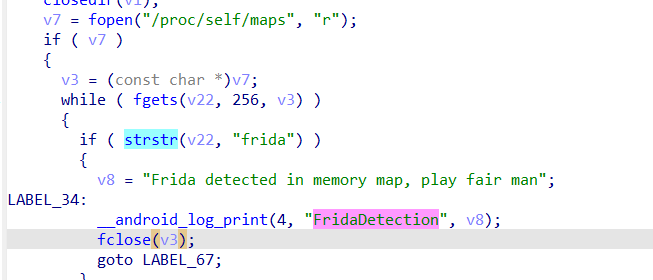 closedir(v1);
v7 = fopen("/proc/self/maps", "r");
if ( v7 )
{
v3 = (const char *)v7;
while ( fgets(v22, 256, v3) )
{
if ( strstr(v22, "frida") )
{
v8 = "Frida detected in memory map, play fair man";
LABEL_34:
__android_log_print(4, "FridaDetection", v8);
fclose(v3);
goto LABEL_67;
}